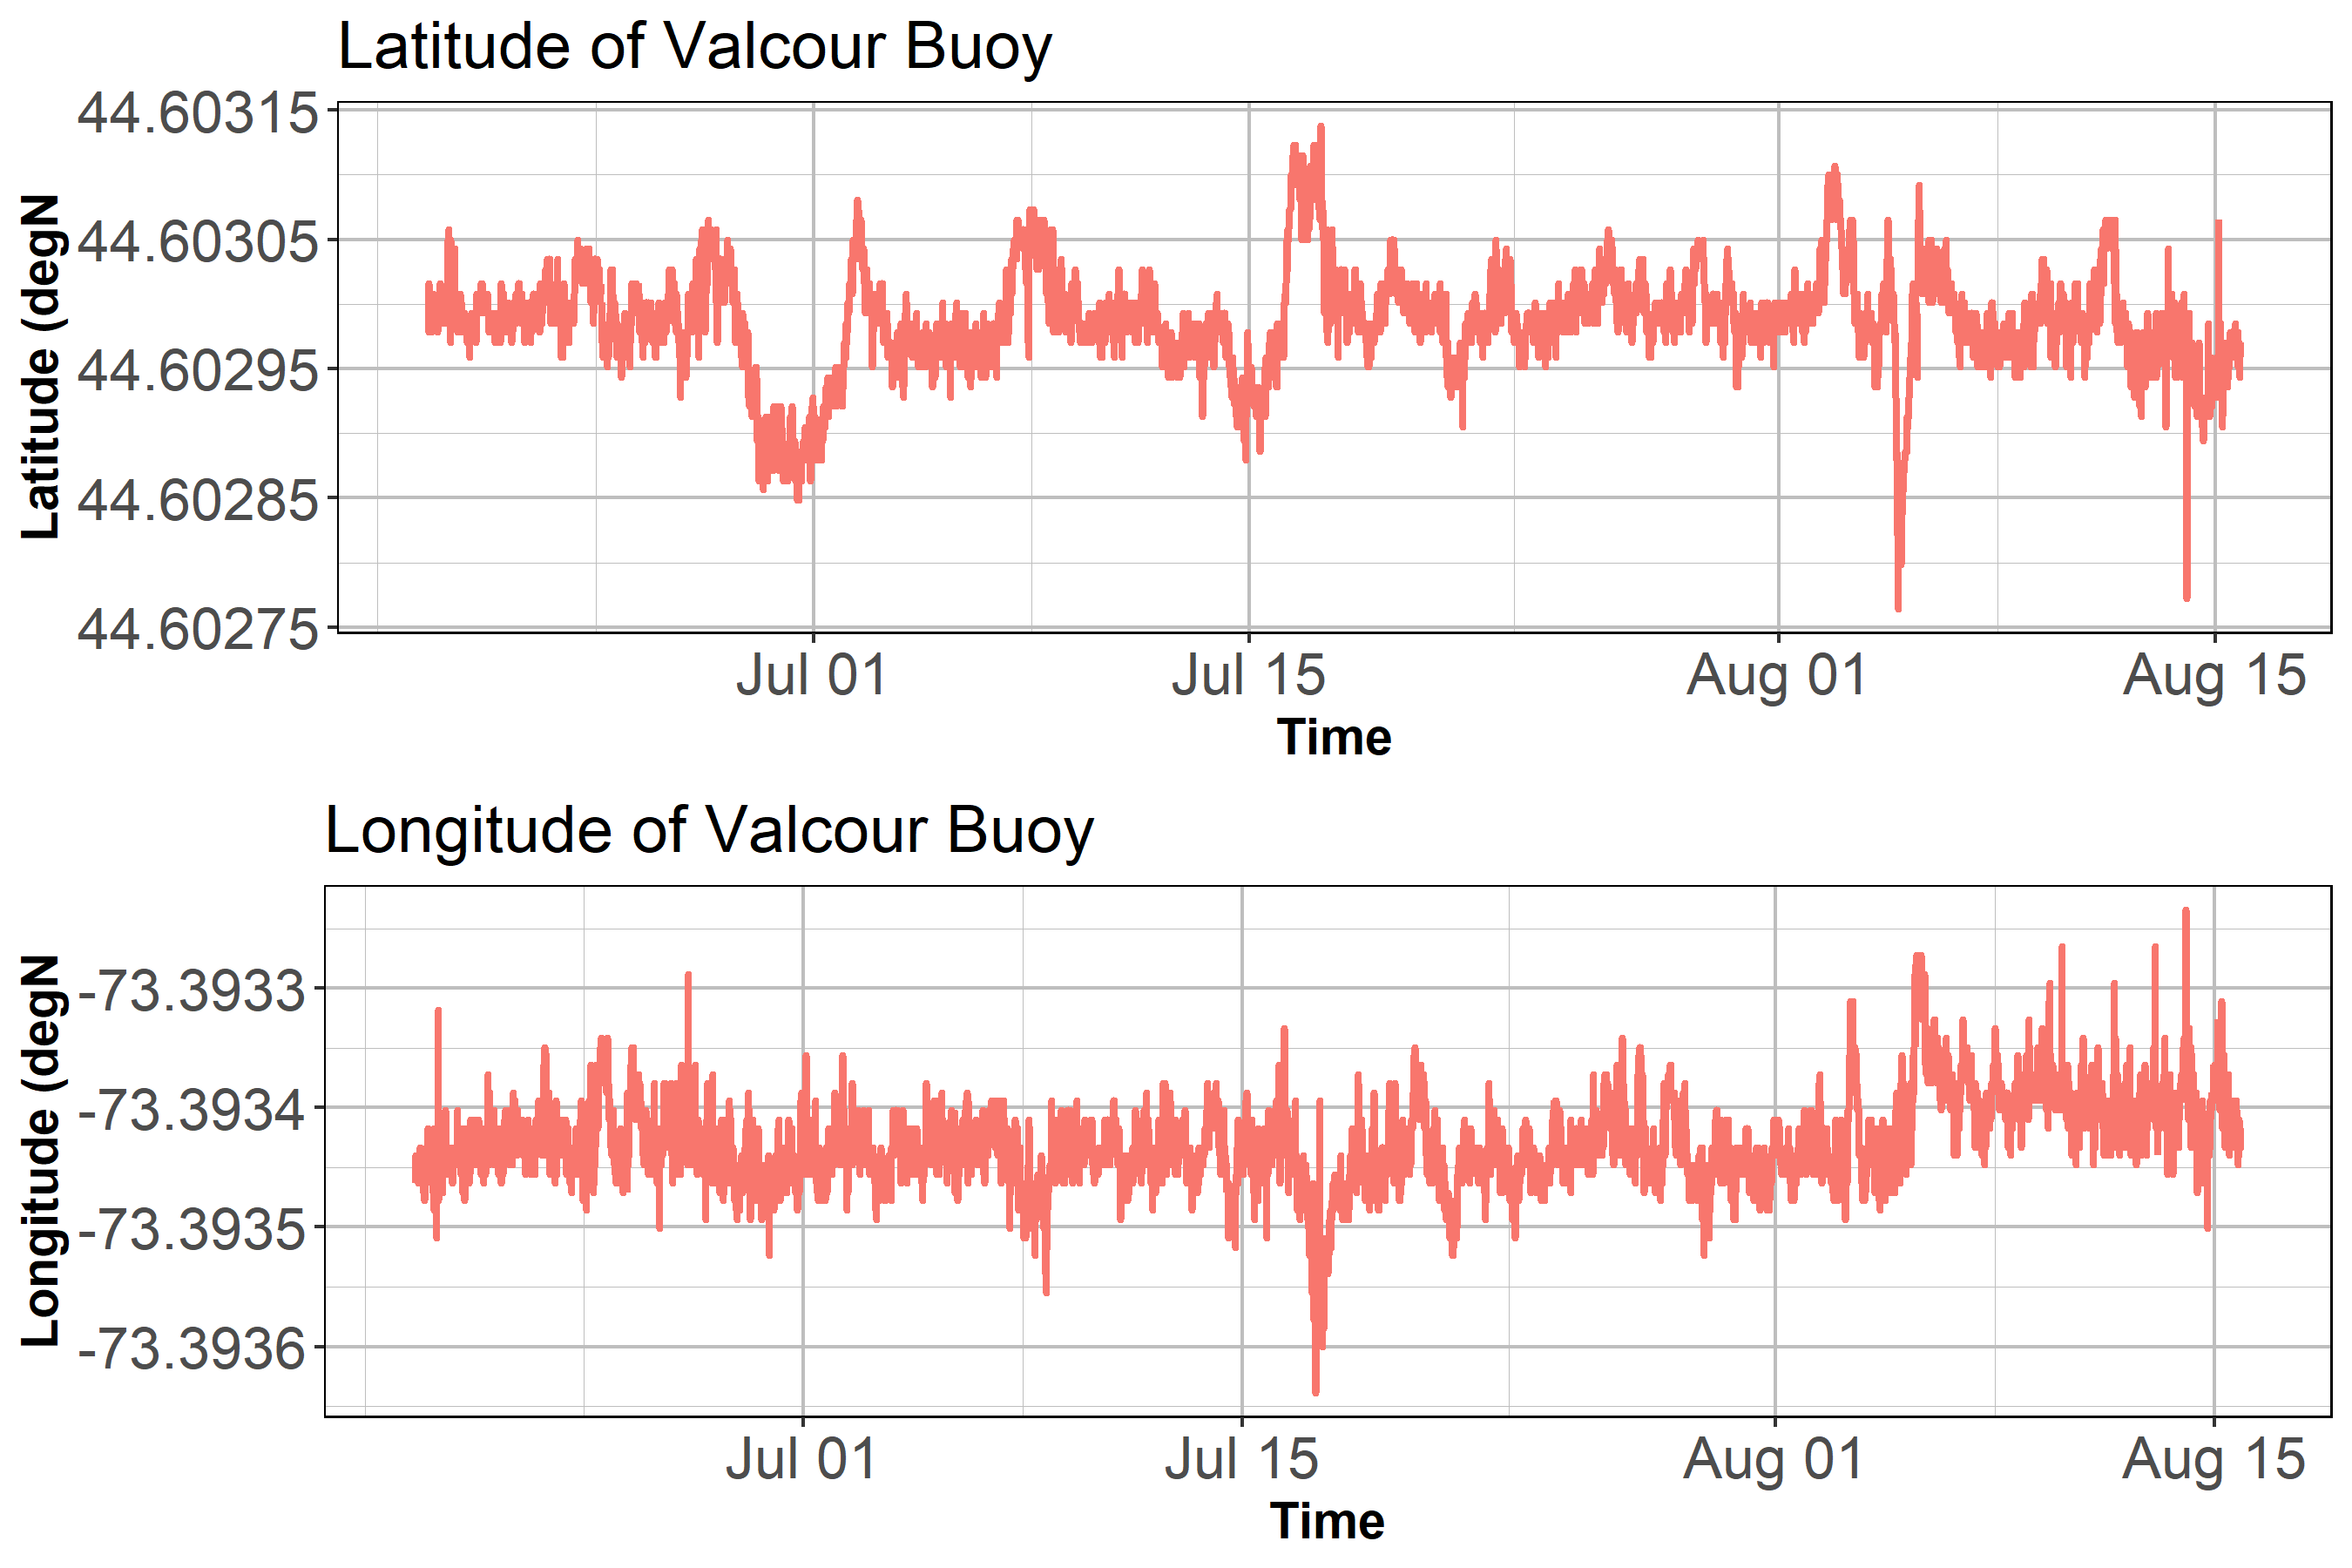 Latitude of Valcour Buoy
Latitude (degN
44.60315
44.60305
44.60295
44.60285
44.60275
Jul 01 Jul 15 Aug 01 Aug 15
Time
Longitude of Valcour Buoy
Longitude (degN
-73.3933
-73.3934
-73.3935
-73.3936
Jul 01 Jul 15 Aug 01 Aug 15
Time